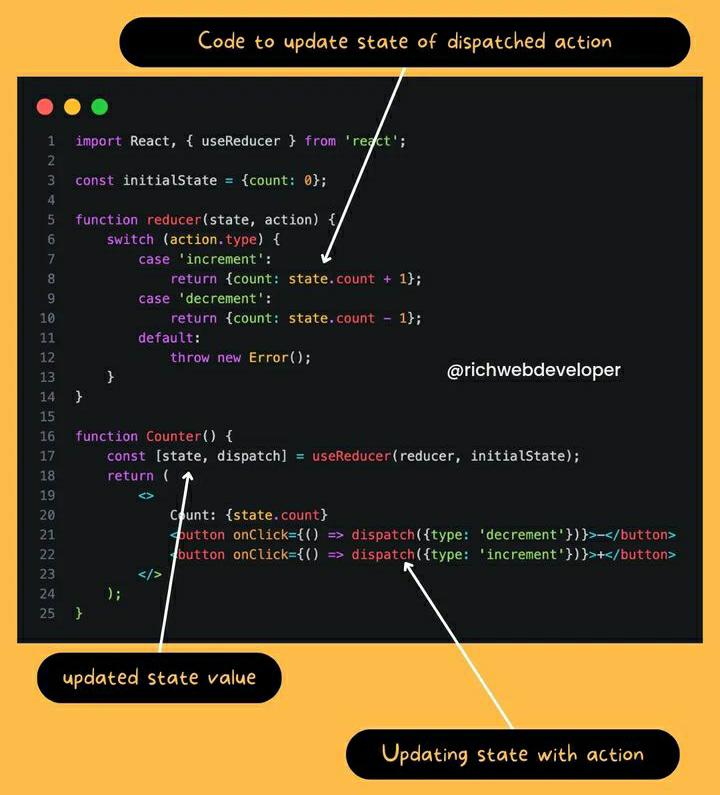 Code to update state of dispatched action
1 import React, { useReducer } from 'react';
2
3 const initialState = {count: 0};
4
5 function reducer(state, action) {
6 switch (action.type) {
7 case 'increment':
8 return {count: state.count + 1};
9 case 'decrement':
10 return {count: state.count - 1};
11 default:
12 throw new Error();
13 }
14 }
15
16 function Counter() {
17 const [state, dispatch] = useReducer(reducer, initialState);
18 return (
19 <>
20 Count: {state.count}
21 <button onClick={() => dispatch({type: 'decrement'})}>-</button>
22 <button onClick={() => dispatch({type: 'increment'})}>+</button>
23 </>
24 );
25 }
@richwebdeveloper
updated state value
Updating state with action